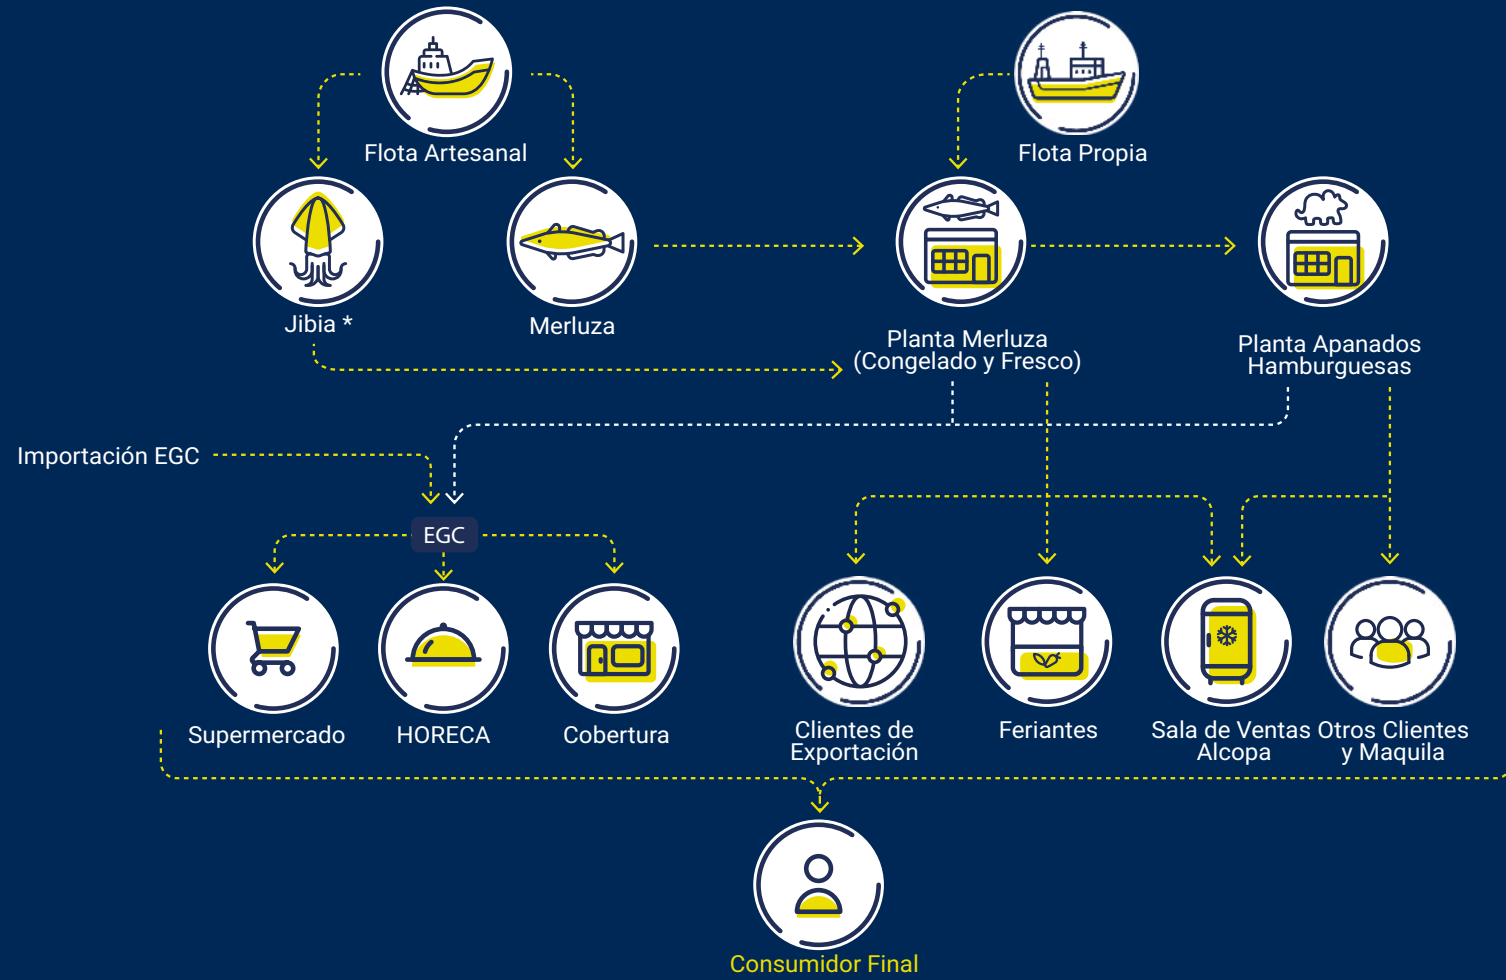 Flota Artesanal
Flota Propia
Jibia *
Merluza
Planta Merluza
(Congelado y Fresco)
Planta Apanados
Hamburguesas
Importación EGC
EGC
Supermercado
HORECA
Cobertura
Clientes de
Exportación
Feriantes
Sala de Ventas
Alcopa
Otros Clientes
y Maquila
Consumidor Final